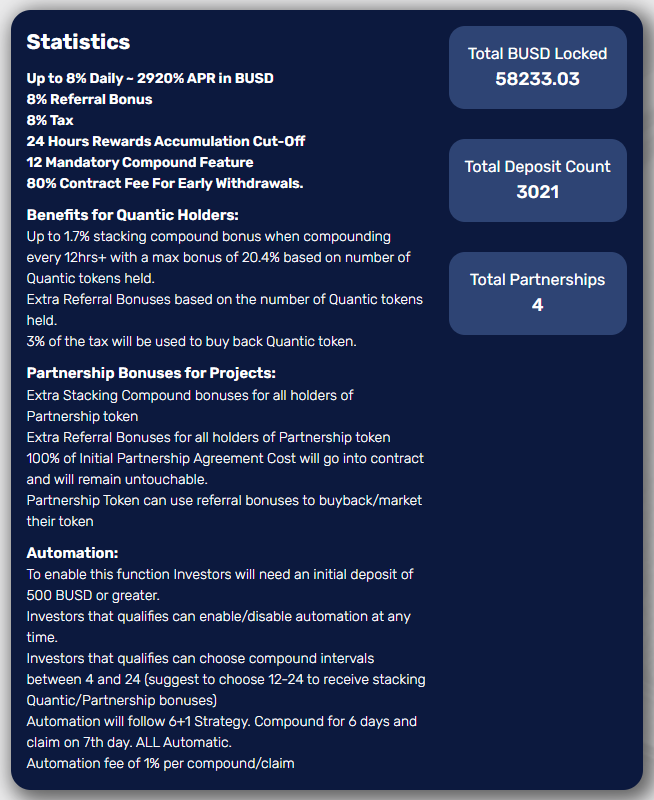 Statistics
Up to 8% Daily ~ 2920% APR in BUSD
8% Referral Bonus
8% Tax
24 Hours Rewards Accumulation Cut-Off
12 Mandatory Compound Feature
80% Contract Fee For Early Withdrawals.
Benefits for Quantic Holders:
Up to 1.7% stacking compound bonus when compounding
every 12hrs+ with a max bonus of 20.4% based on number of
Quantic tokens held.
Extra Referral Bonuses based on the number of Quantic tokens
held.
3% of the tax will be used to buy back Quantic token.
Partnership Bonuses for Projects:
Extra Stacking Compound bonuses for all holders of
Partnership token
Extra Referral Bonuses for all holders of Partnership token
100% of Initial Partnership Agreement Cost will go into contract
and will remain untouchable.
Partnership Token can use referral bonuses to buyback/market
their token
Automation:
To enable this function Investors will need an initial deposit of
500 BUSD or greater.
Investors that qualifies can enable/disable automation at any
time.
Investors that qualifies can choose compound intervals
between 4 and 24 (suggest to choose 12-24 to receive stacking
Quantic/Partnership bonuses)
Automation will follow 6+1 Strategy. Compound for 6 days and
claim on 7th day. ALL Automatic.
Automation fee of 1% per compound/claim
Total BUSD Locked
58233.03
Total Deposit Count
3021
Total Partnerships
4